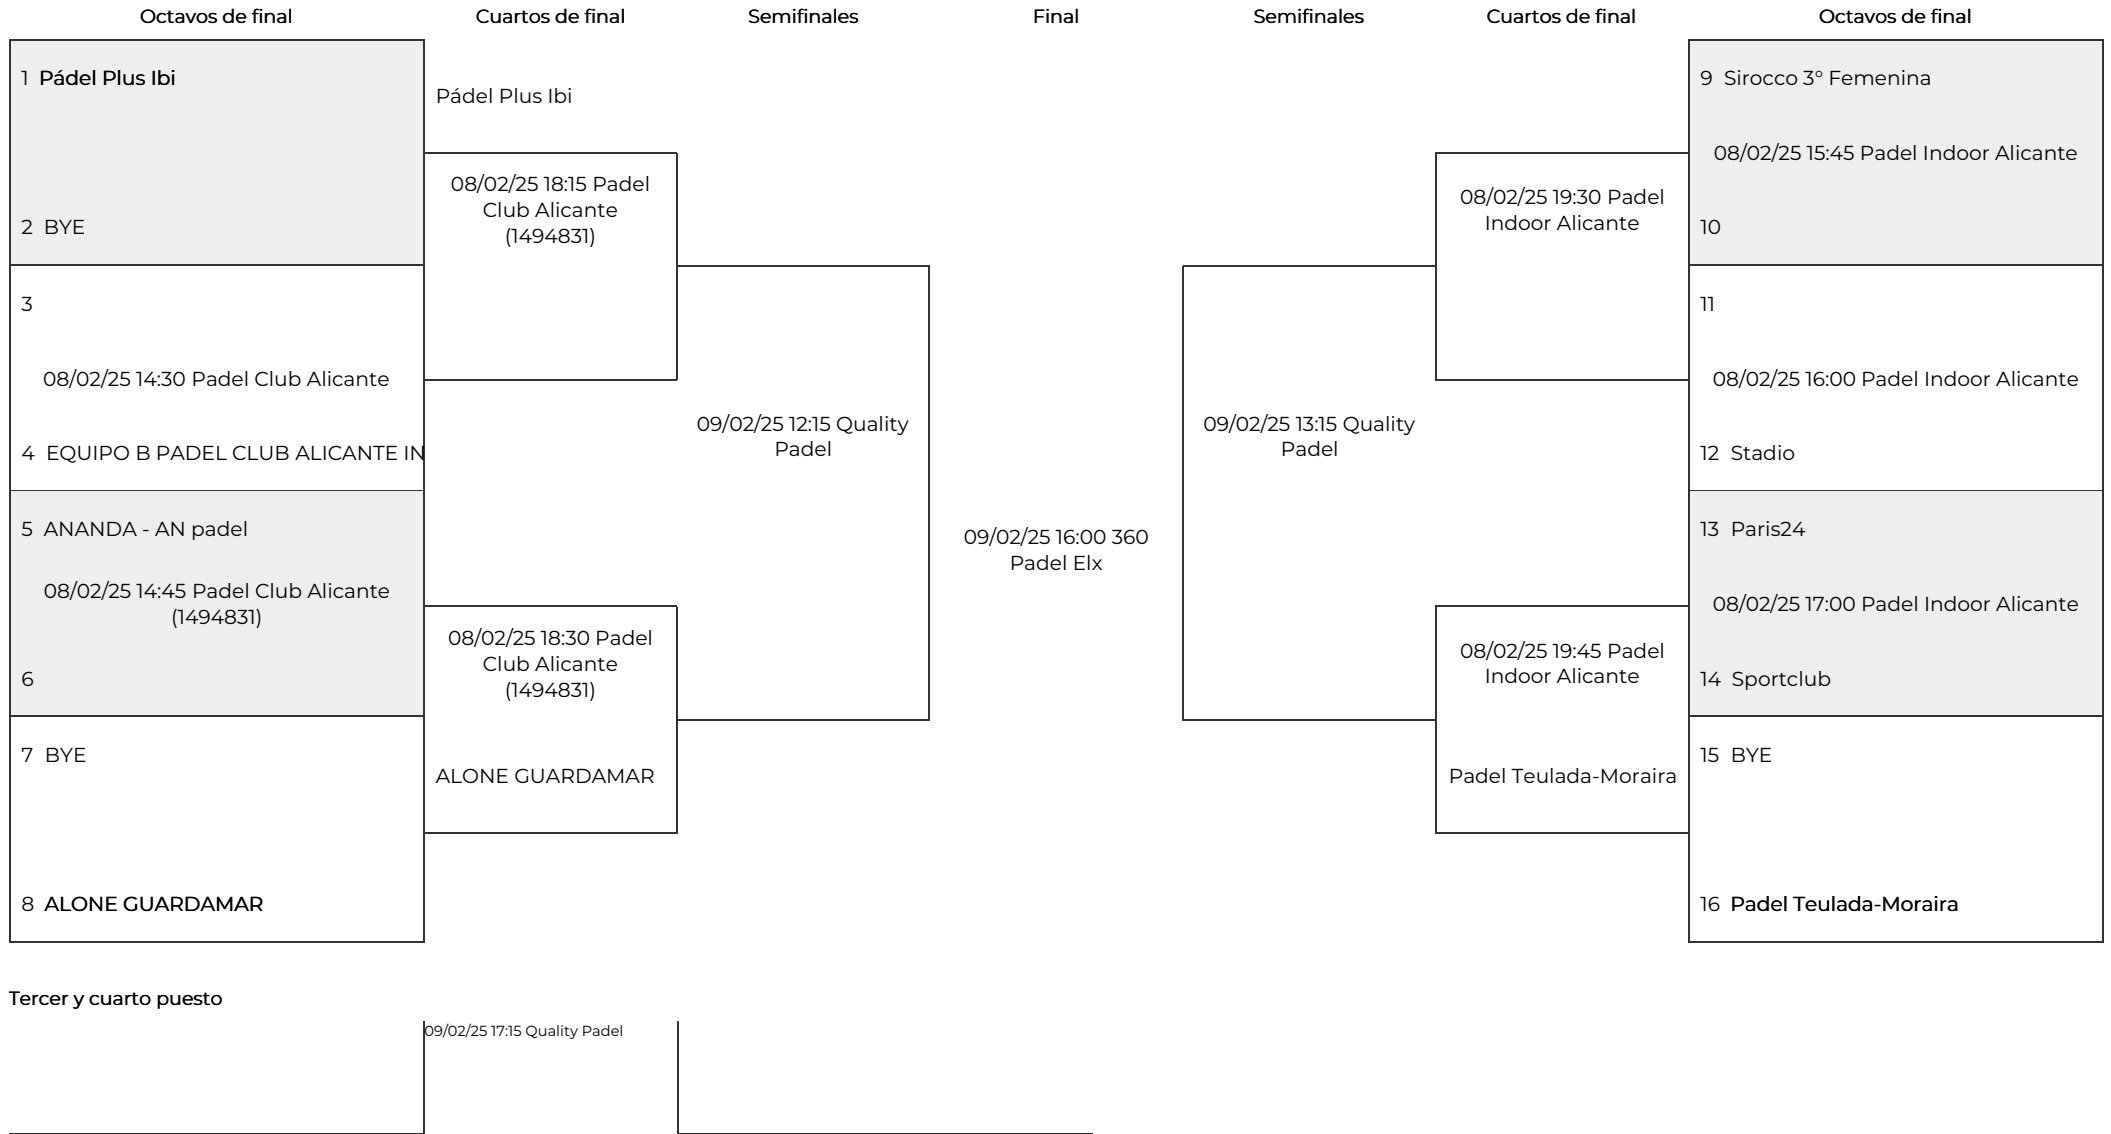 Octavos de final
Cuartos de final
Semifinales
Final
Semifinales
Cuartos de final
Octavos de final
1 Pádel Plus Ibi
2 BYE
3
08/02/25 14:30 Padel Club Alicante
4 EQUIPO B PADEL CLUB ALICANTE IN
5 ANANDA - AN padel
08/02/25 14:45 Padel Club Alicante
(1494831)
6
7 BYE
8 ALONE GUARDAMAR
Pádel Plus Ibi
08/02/25 18:15 Padel
Club Alicante
(1494831)
08/02/25 18:30 Padel
Club Alicante
(1494831)
ALONE GUARDAMAR
09/02/25 12:15 Quality
Padel
09/02/25 16:00 360
Padel Elx
09/02/25 13:15 Quality
Padel
08/02/25 19:30 Padel
Indoor Alicante
08/02/25 19:45 Padel
Indoor Alicante
Padel Teulada-Moraira
9 Sirocco 3º Femenina
08/02/25 15:45 Padel Indoor Alicante
10
11
08/02/25 16:00 Padel Indoor Alicante
12 Stadio
13 Paris24
08/02/25 17:00 Padel Indoor Alicante
14 Sportclub
15 BYE
16 Padel Teulada-Moraira
Tercer y cuarto puesto
09/02/25 17:15 Quality Padel